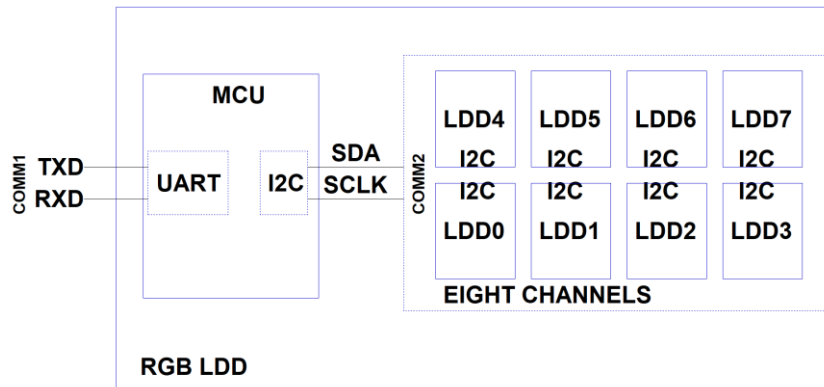 MCU
COMM1
TXD
RXD
UART
I2C
SDA
SCLK
COMM2
LDD4 LDD5 LDD6 LDD7
I2C I2C I2C I2C
I2C I2C I2C I2C
LDD0 LDD1 LDD2 LDD3
EIGHT CHANNELS
RGB LDD